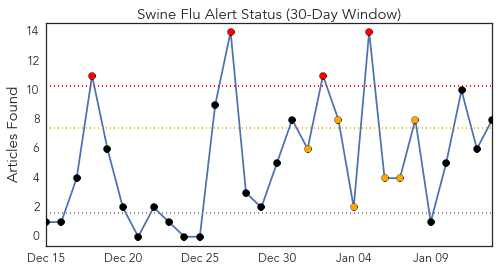 Swine Flu Alert Status (30-Day Window)
Articles Found
14
12
10
8
6
4
2
0
Dec 15
Dec 20
Dec 25
Dec 30
Jan 04
Jan 09